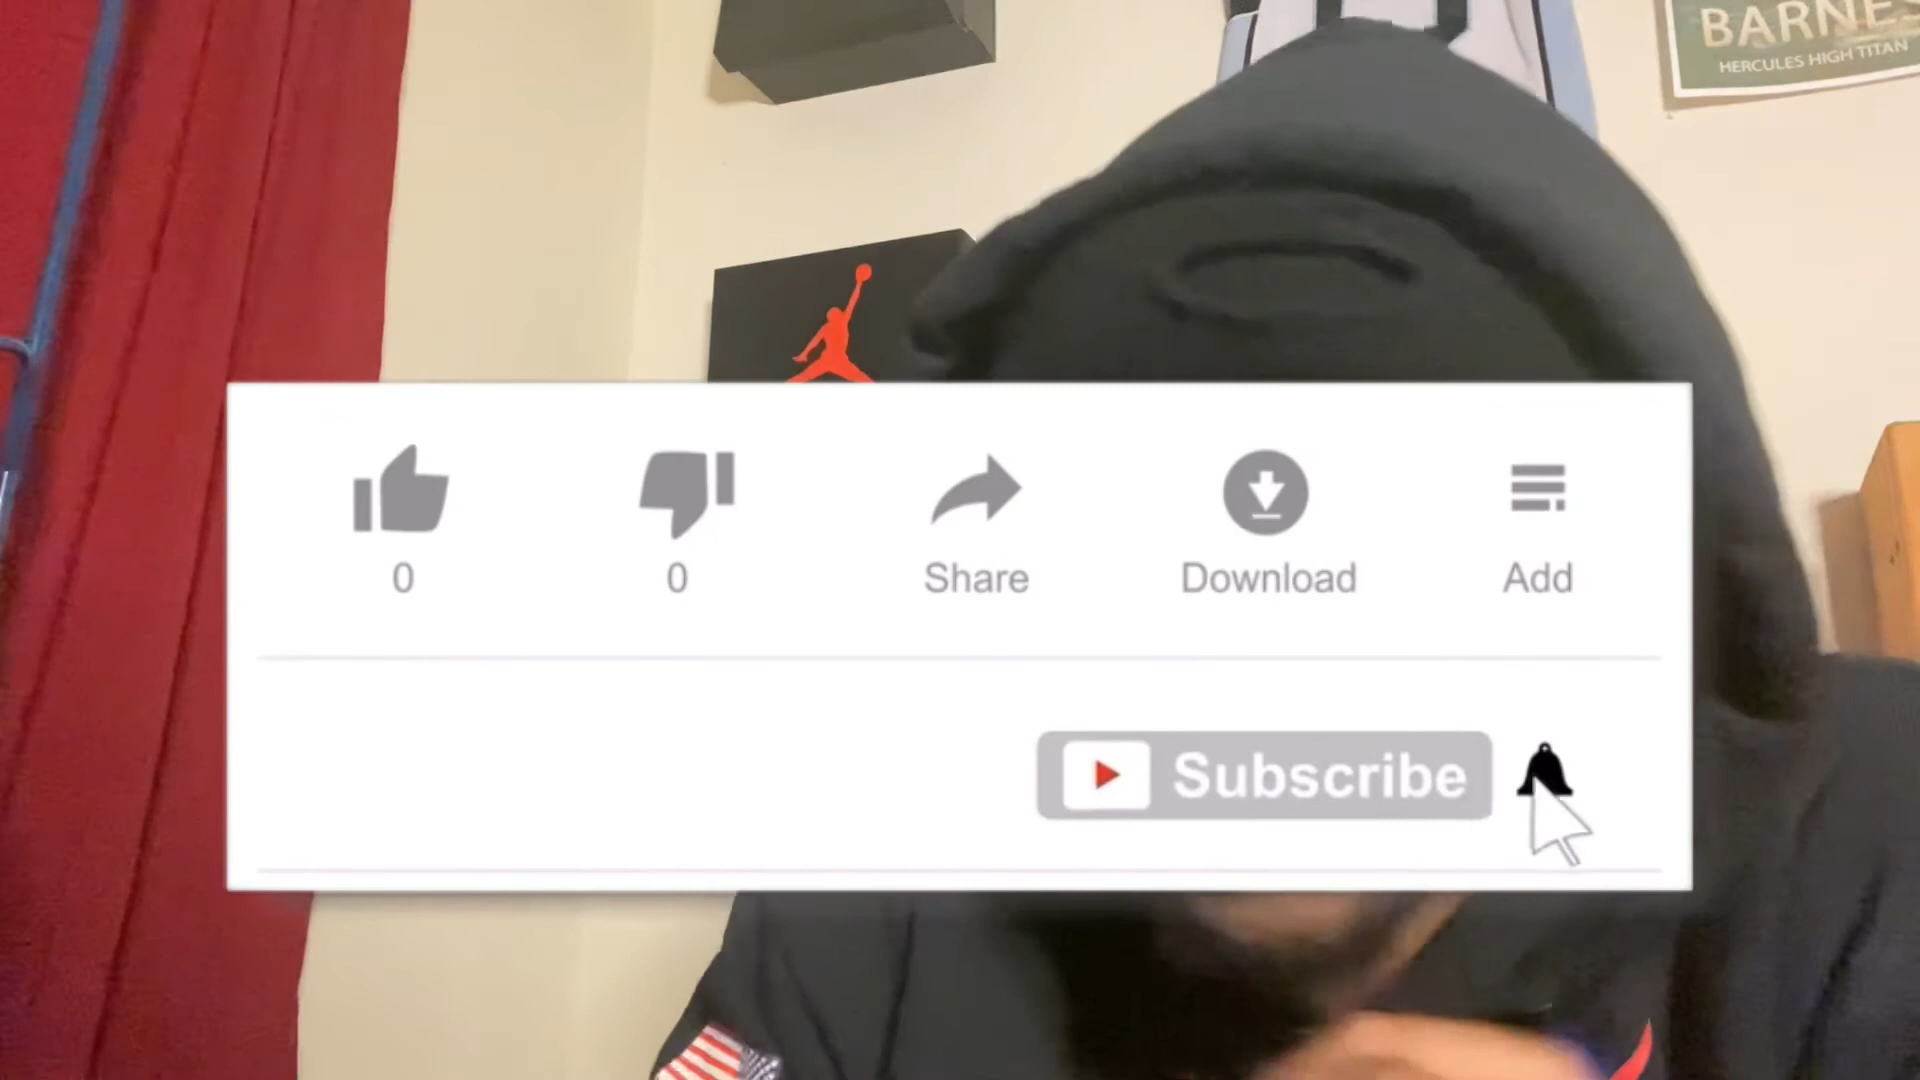 BARNES
HERCULES HIGH TITAN
0
0
Share
Download
Add
Subscribe